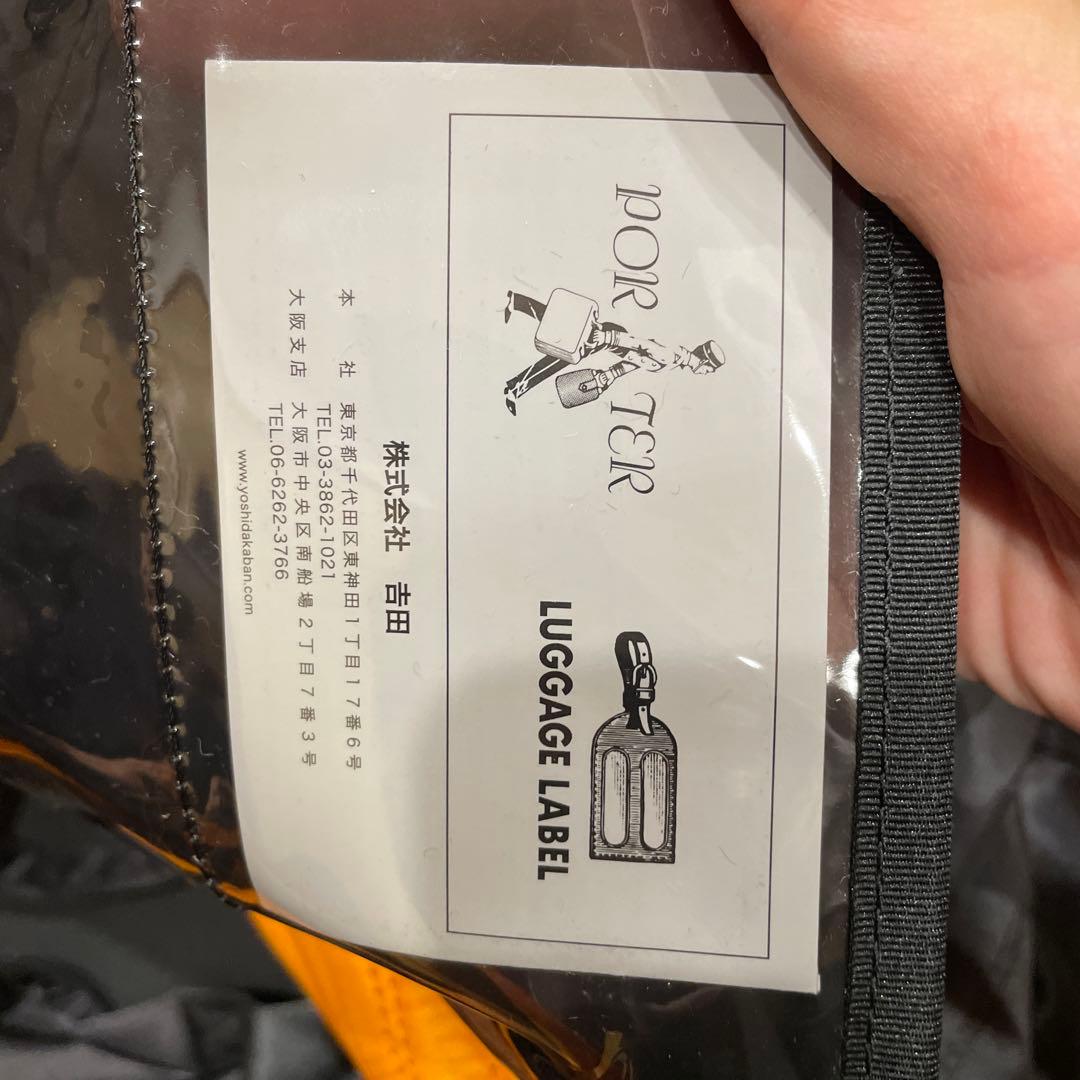 PORTER
LUGGAGE LABEL
株式会社 吉田
本 社 東京都千代田区東神田1丁目17番6号
TEL.03-3862-1021
大阪支店 大阪市中央区南船場2丁目7番3号
TEL.06-6262-3766
www.yoshidakaban.com